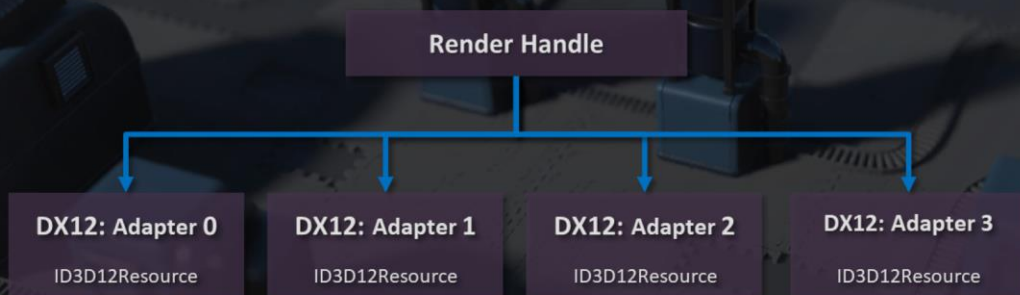 Render Handle
DX12: Adapter 0
ID3D12Resource
DX12: Adapter 1
ID3D12Resource
DX12: Adapter 2
ID3D12Resource
DX12: Adapter 3
ID3D12Resource